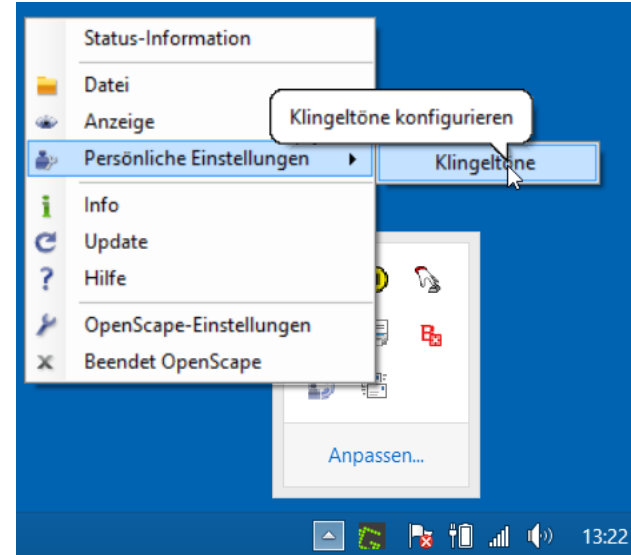 Status-Information
Datei
Klingeltöne konfigurieren
Anzeige
Persönliche Einstellungen
Klingeltöne
Info
Update
Hilfe
OpenScape-Einstellungen
Beendet OpenScape
Anpassen...
13:22